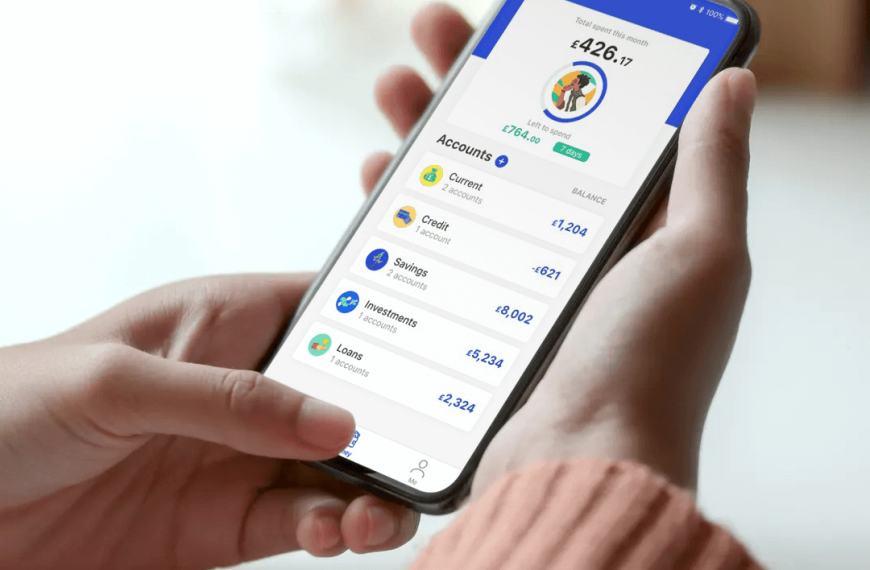 100%
Total spent this month
£426.17
Left to spend
£764.00
7 days
Accounts +
BALANCE
Current
2 accounts
£1,204
Credit
1 account
-£621
Savings
2 accounts
£8,002
Investments
1 accounts
£5,234
Loans
1 accounts
£2,324
Me